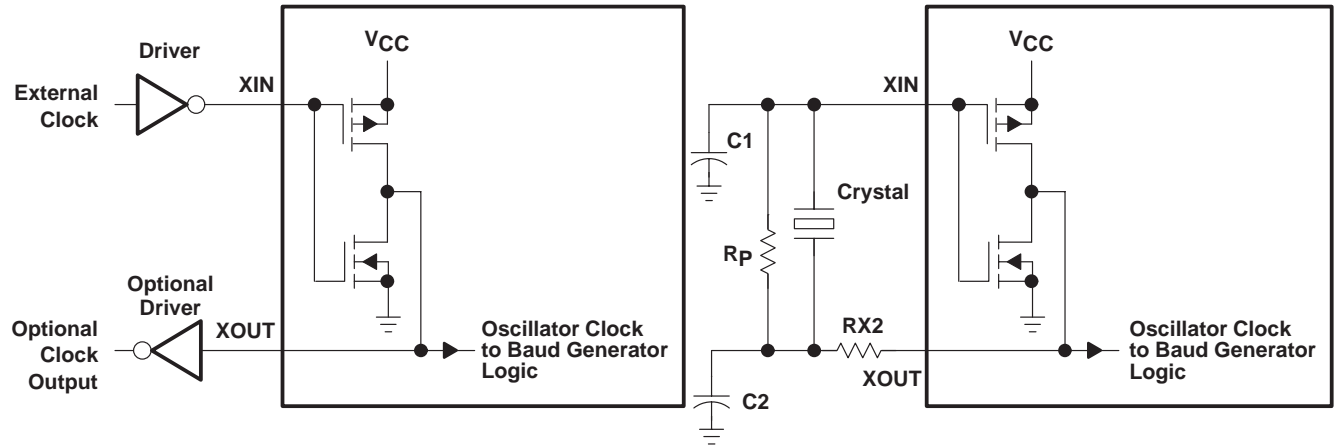 Driver
External
Clock
XIN
VCC
Optional
Driver
Optional
Clock
Output
XOUT
Oscillator Clock
to Baud Generator
Logic
C1
XIN
VCC
Crystal
RP
RX2
XOUT
C2
Oscillator Clock
to Baud Generator
Logic